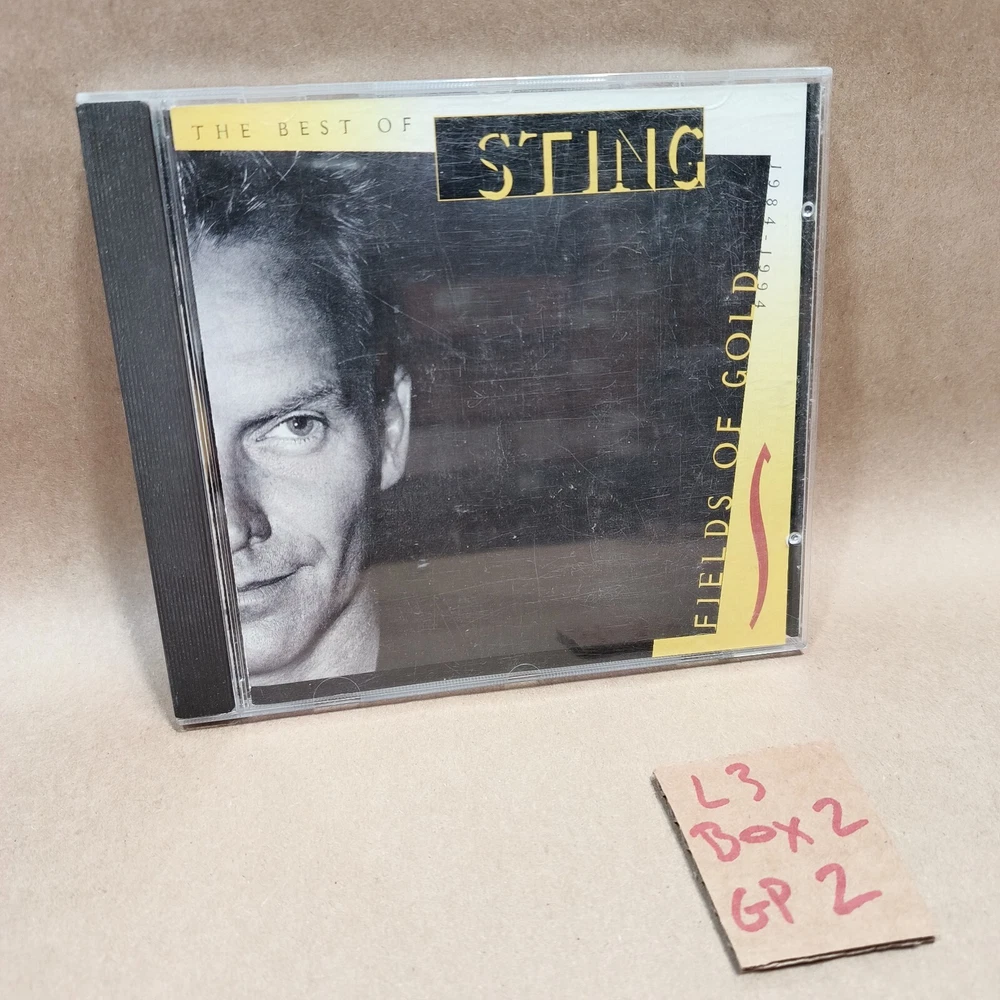 THE BEST OF STING
1984-1994
FIELDS OF GOLD
L3
BOX 2
GP 2